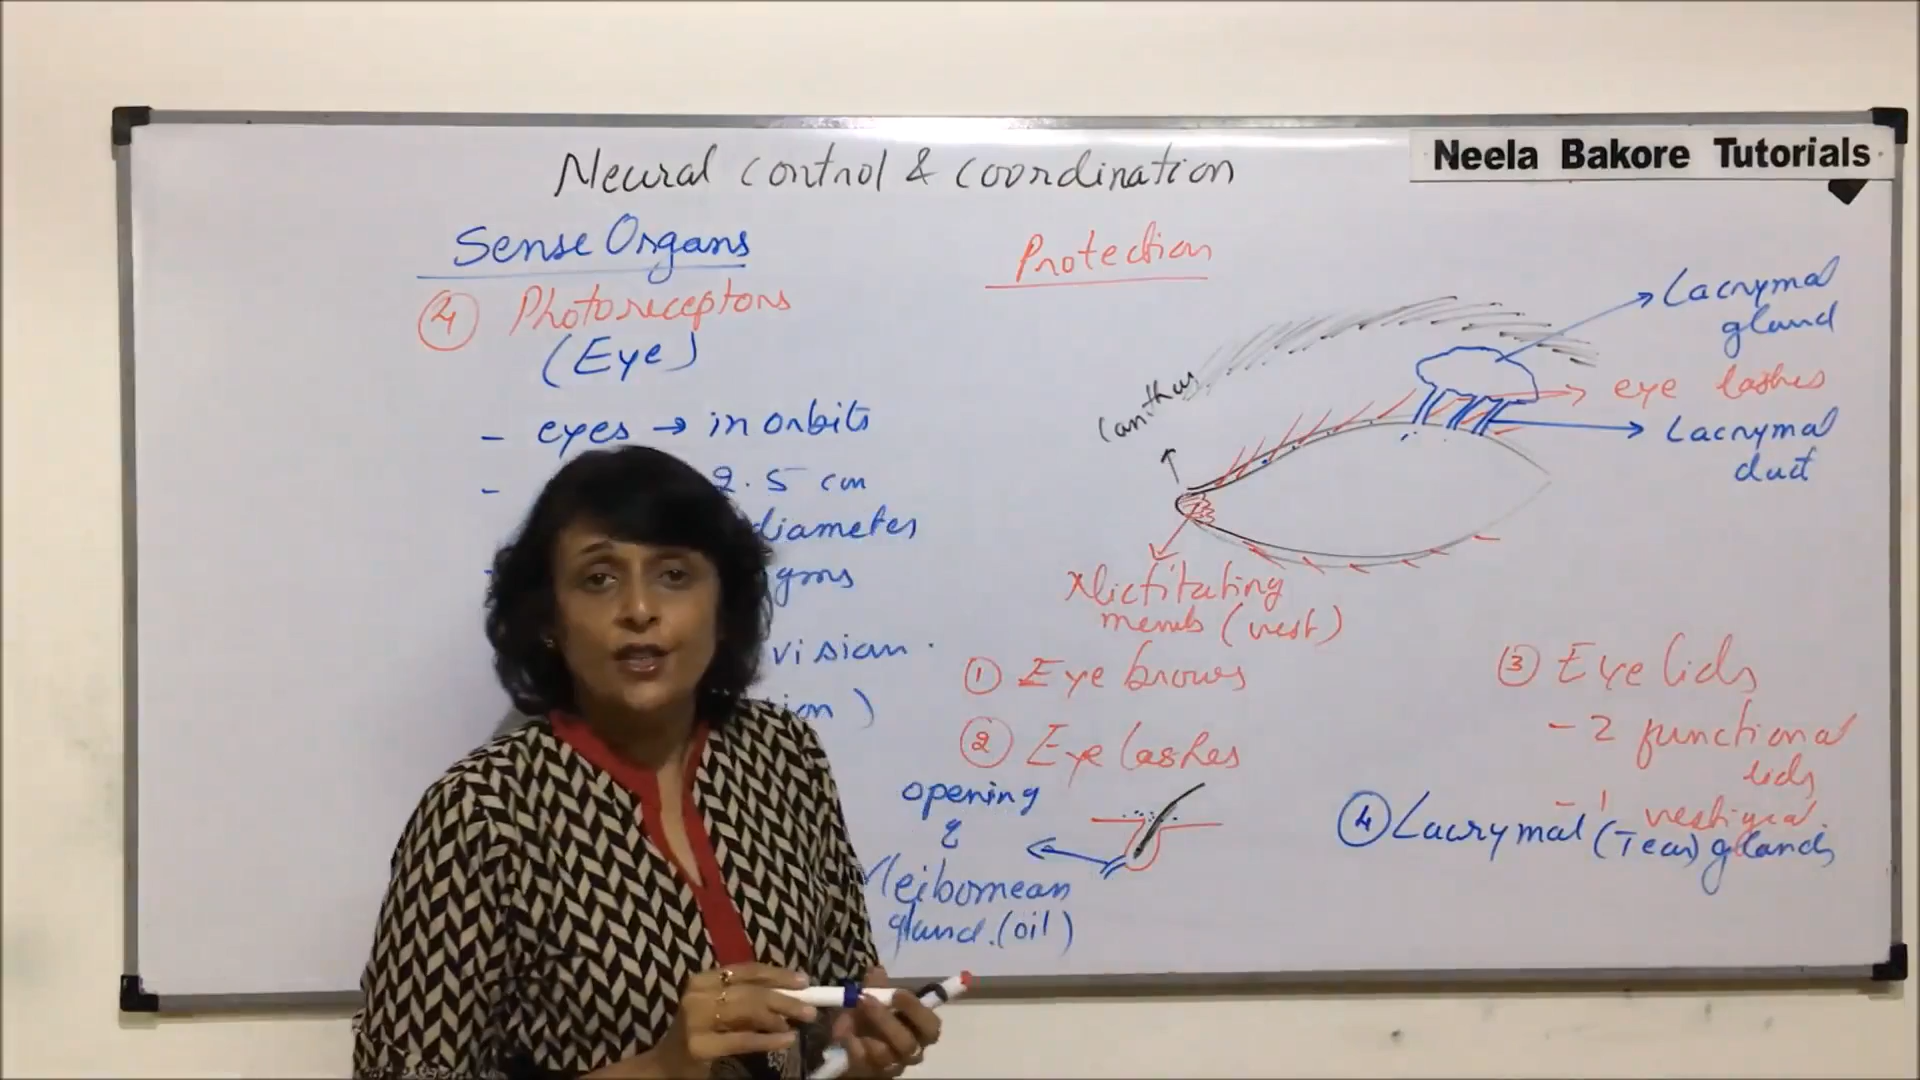 Neela Bakore Tutorials
Neural control & coordination
Sense Organs
4 Photoreceptors
(Eye)
- eyes → in orbits
- 2.5 cm
diameter
gms
vision.
)
Protection
Lacrymal
gland
eye lashes
Lacrymal
duct
Canthus
Nictitating
memb (vest)
1 Eye brows
2 Eye lashes
opening
Meibomean
gland. (oil)
3 Eye lids
- 2 functional
lids
- 1 vestigial.
4 Lacrymal (Tear) glands